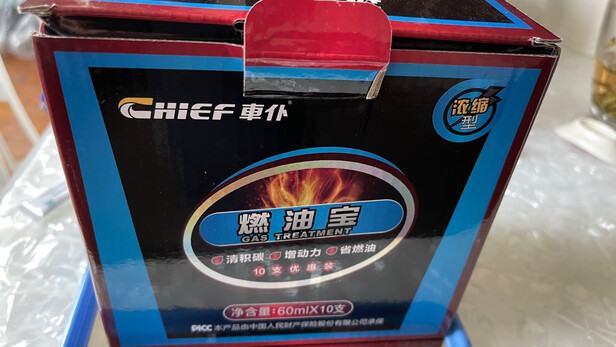 CHIEF 車仆
浓缩
型
燃油宝
GAS TREATMENT
清积碳 增动力 省燃油
10支优惠装
净含量:60mlX10支
PICC 本产品由中国人民财产保险股份有限公司承保